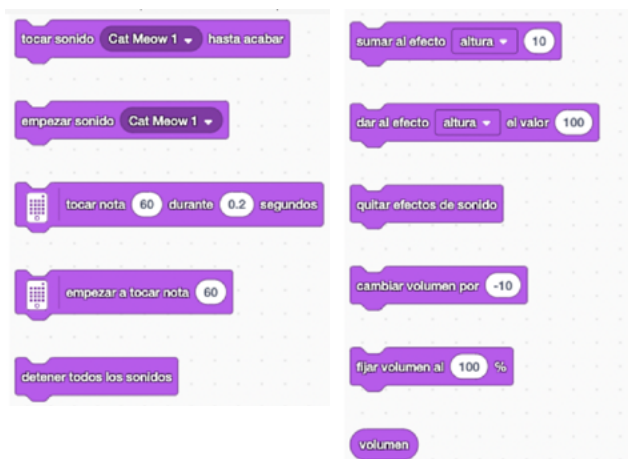 tocar sonido Cat Meow 1 hasta acabar
empezar sonido Cat Meow 1
tocar nota 60 durante 0.2 segundos
empezar a tocar nota 60
detener todos los sonidos
sumar al efecto altura 10
dar al efecto altura el valor 100
quitar efectos de sonido
cambiar volumen por -10
fijar volumen al 100 %
volumen